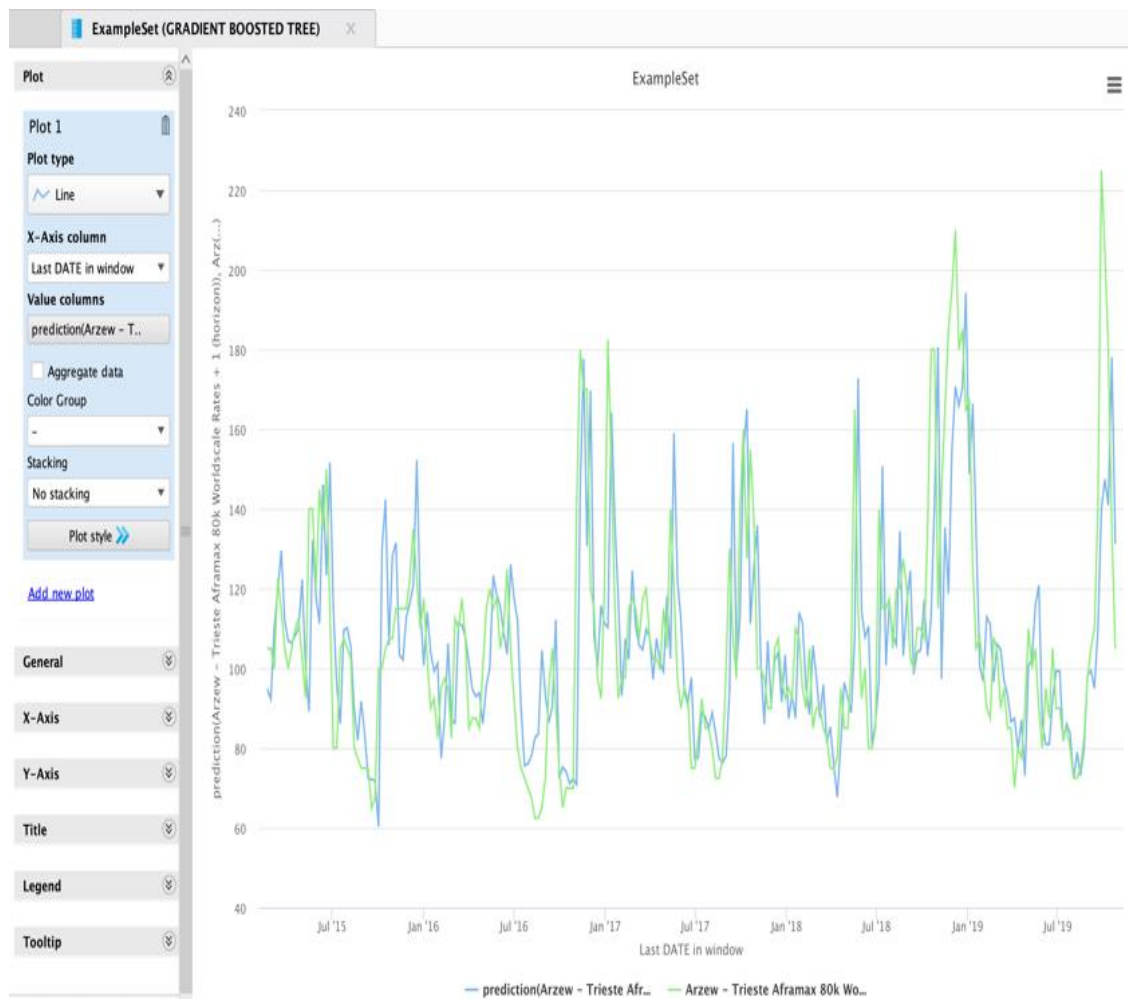 ExampleSet (GRADIENT BOOSTED TREE) X
Plot
Plot 1
Plot type
Line
X-Axis column
Last DATE in window
Value columns
prediction(Arzew - T..
Aggregate data
Color Group
-
Stacking
No stacking
Plot style
Add new plot
General
X-Axis
Y-Axis
Title
Legend
Tooltip
ExampleSet
prediction(Arzew - Trieste Aframax 80k Worldscale Rates + 1 (horizon)), Arz(...)
240
220
200
180
160
140
120
100
80
60
40
Jul '15 Jan '16 Jul '16 Jan '17 Jul '17 Jan '18 Jul '18 Jan '19 Jul '19
Last DATE in window
prediction(Arzew - Trieste Afr... Arzew - Trieste Aframax 80k Wo...